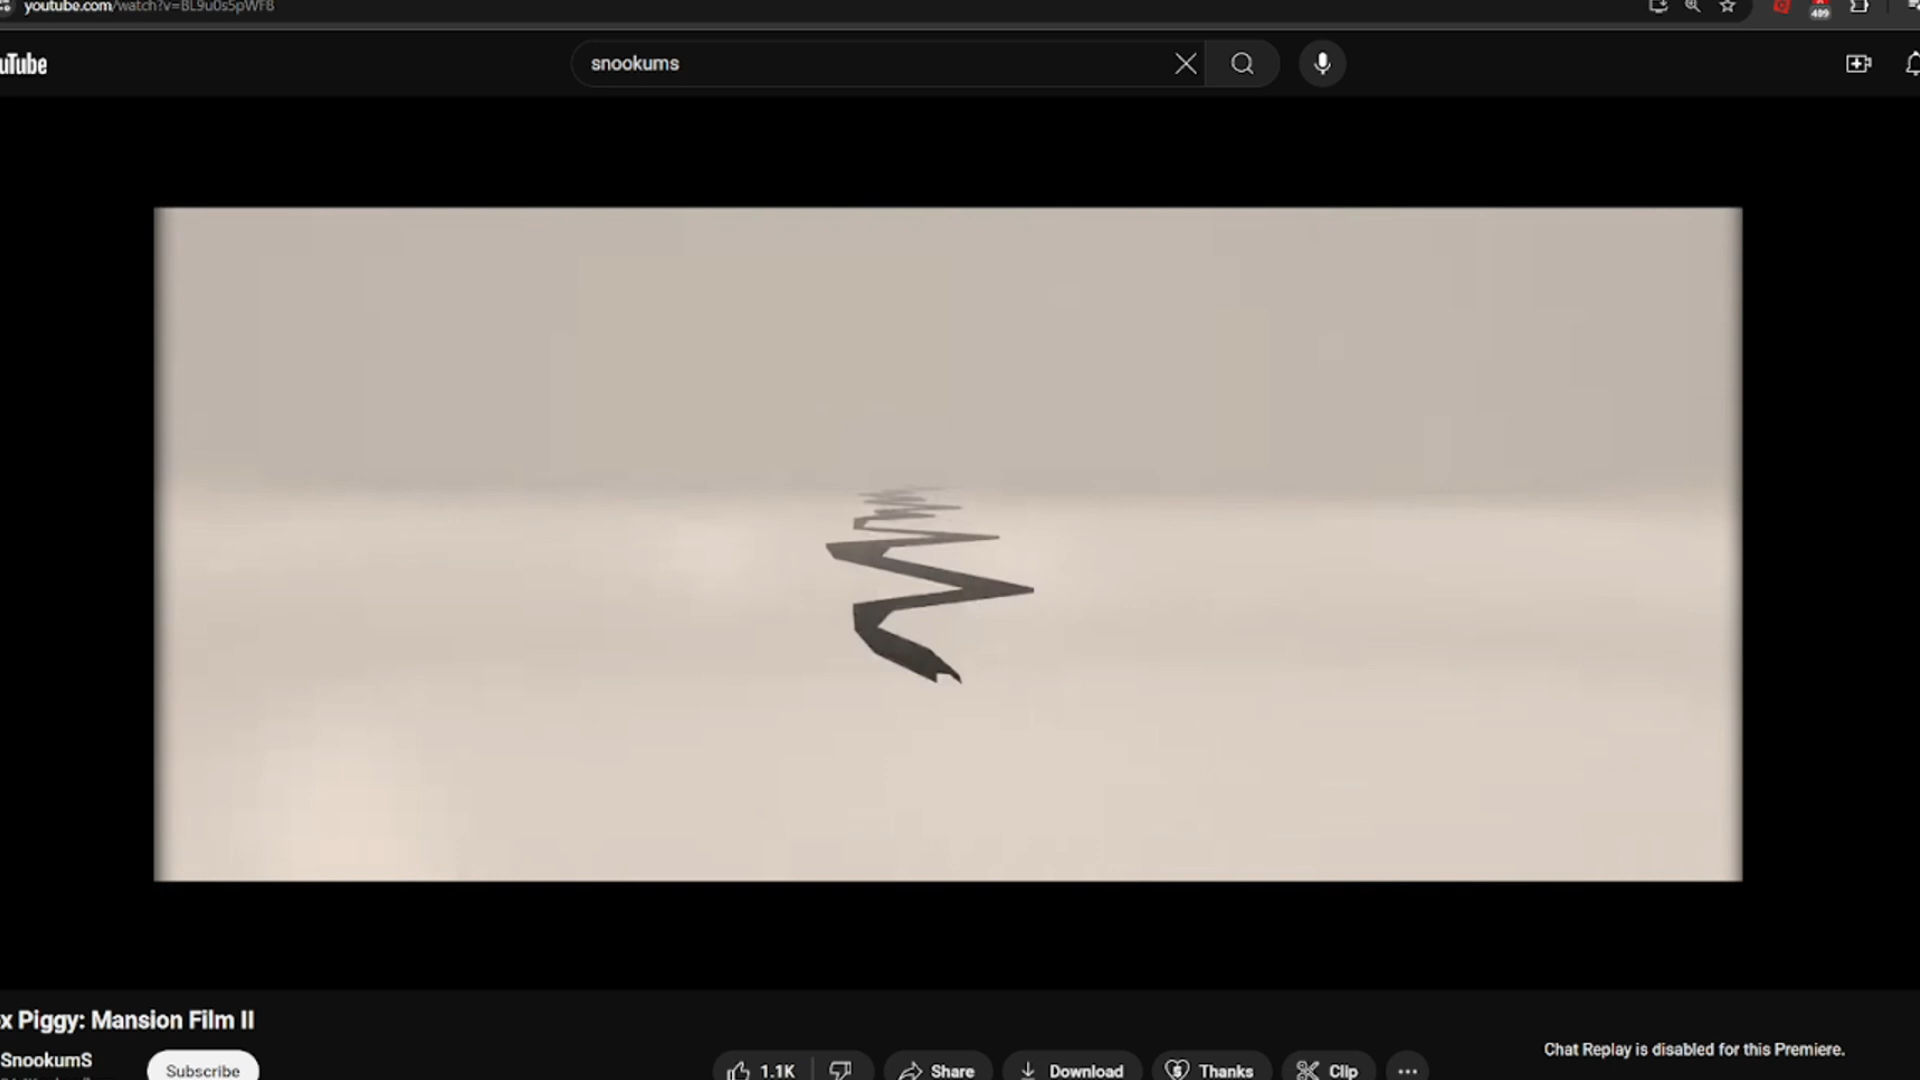 youtube.com/watch?v=BL9u0s5pWF8
409
uTube
snookums
x Piggy: Mansion Film II
SnookumS
Subscribe
1.1K
Share
Download
Thanks
Clip
Chat Replay is disabled for this Premiere.